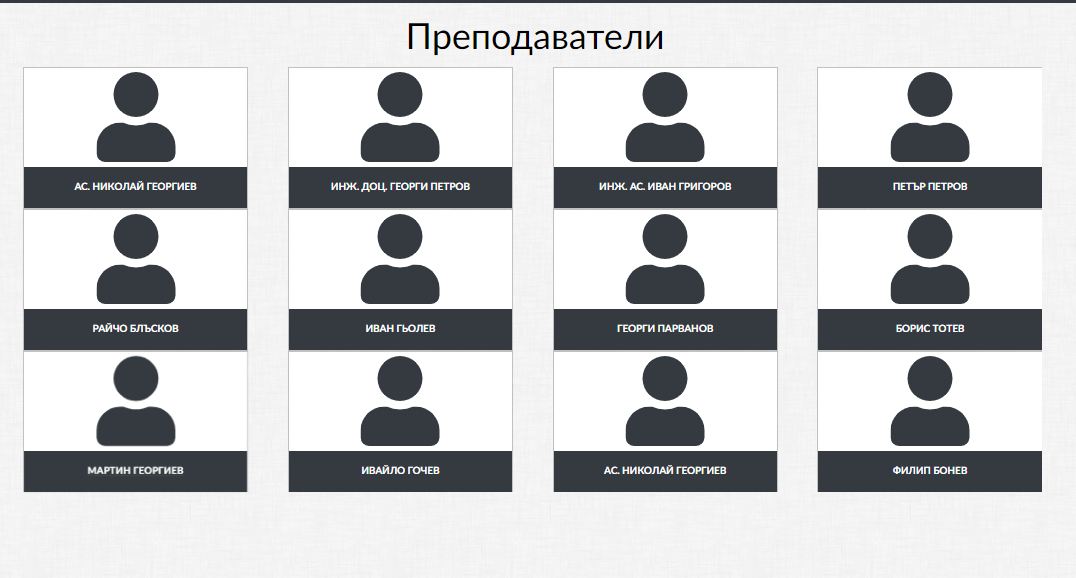 Преподаватели
АС. НИКОЛАЙ ГЕОРГИЕВ
ИНЖ. ДОЦ. ГЕОРГИ ПЕТРОВ
ИНЖ. АС. ИВАН ГРИГОРОВ
ПЕТЪР ПЕТРОВ
РАЙЧО БЛЪСКОВ
ИВАН ГЬОЛЕВ
ГЕОРГИ ПАРВАНОВ
БОРИС ТОТЕВ
МАРТИН ГЕОРГИЕВ
ИВАЙЛО ГОЧЕВ
АС. НИКОЛАЙ ГЕОРГИЕВ
ФИЛИП БОНЕВ